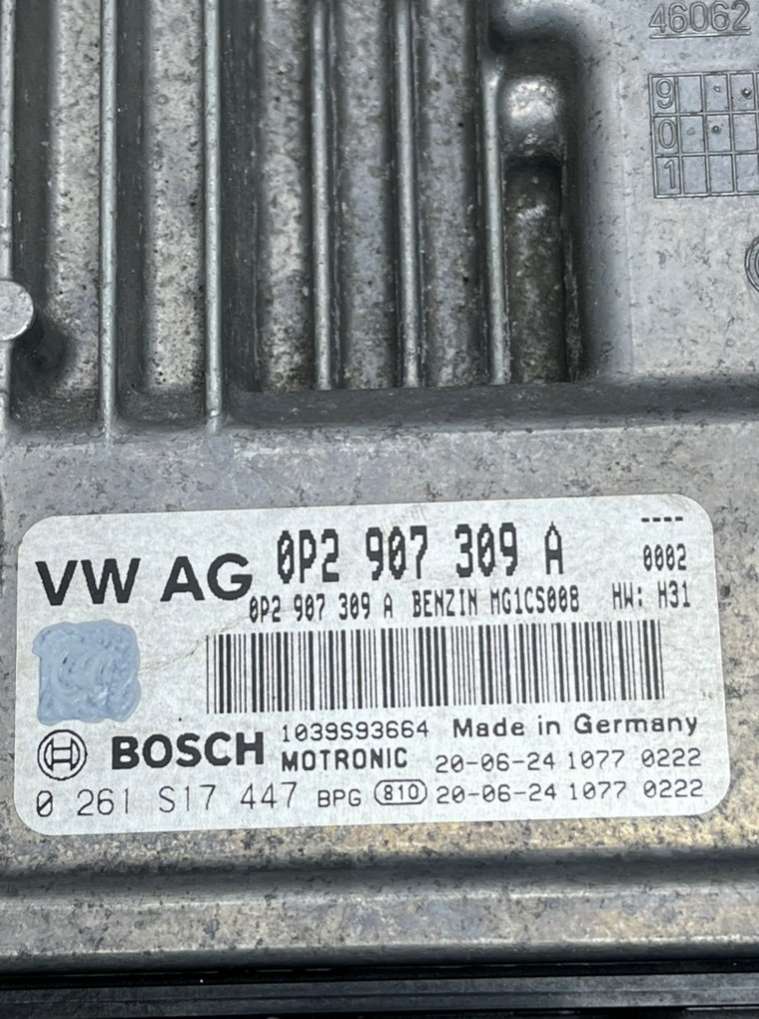 46062
9
0
1
VW AG 0P2 907 309 A ----
0002
0P2 907 309 A BENZIN MG1CS008 HW: H31
BOSCH 1039S93664 Made in Germany
MOTRONIC 20-06-24 1077 0222
0 261 S17 447 BPG 810 20-06-24 1077 0222